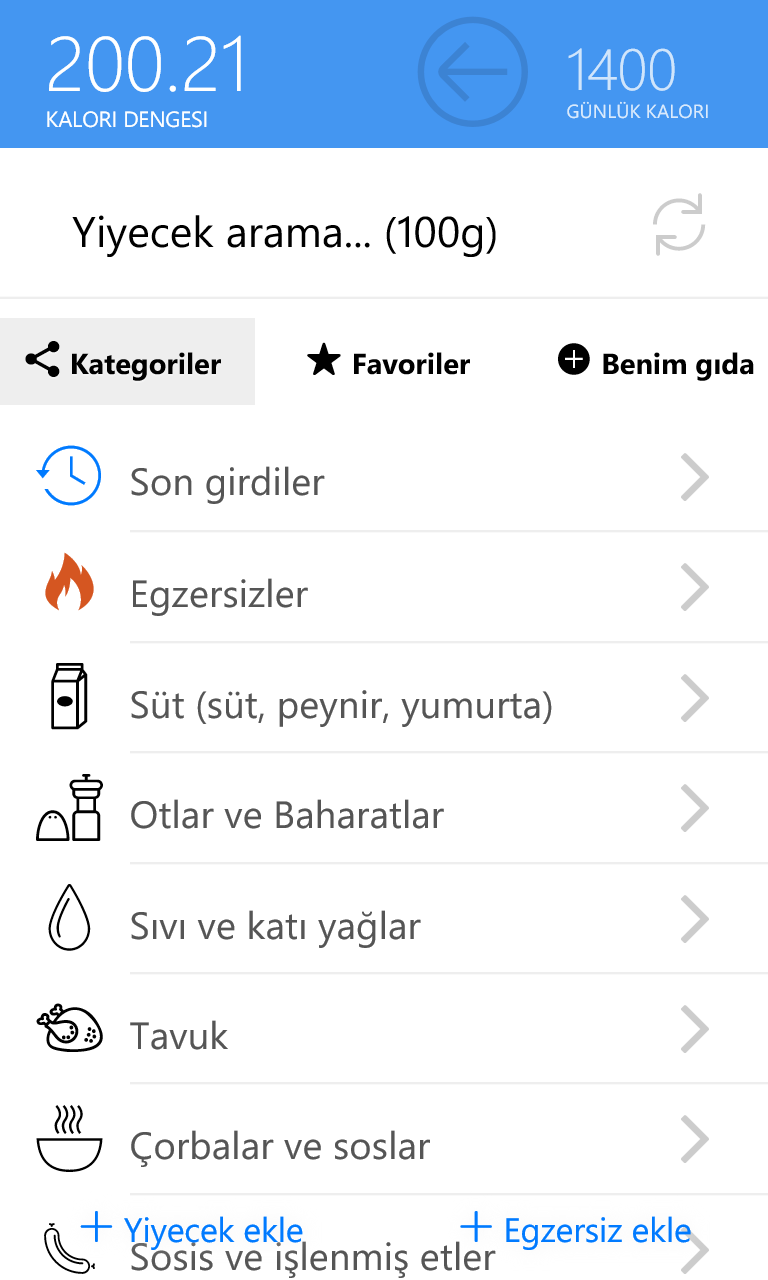 200.21
1400
KALORI DENGESI
GÜNLÜK KALORI
Yiyecek arama... (100g)
Kategoriler
Favoriler
Benim gıda
Son girdiler
Egzersizler
Süt (süt, peynir, yumurta)
Otlar ve Baharatlar
Sıvı ve katı yağlar
Tavuk
Çorbalar ve soslar
Yiyeçek ekle
Egzersiz ekle
Sosis ve işlenmiş etler